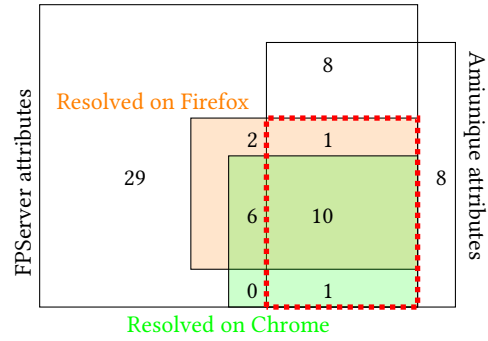 8
Resolved on Firefox
2 1
FPServer attributes
29
8
Amiunique attributes
6 10
0 1
Resolved on Chrome